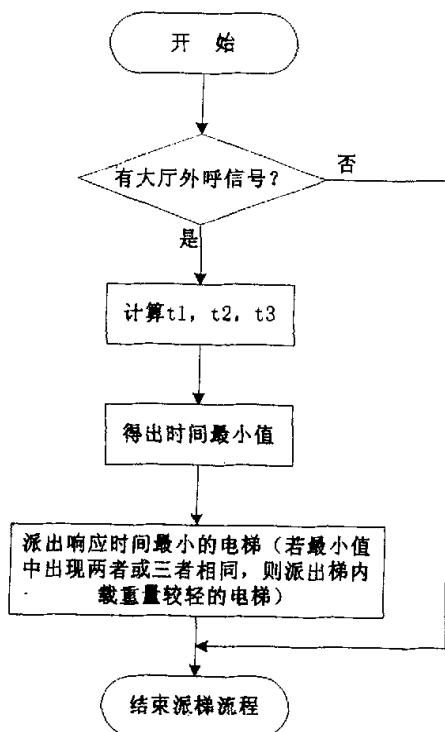 开 始
有大厅外呼信号？
否
是
计算t1，t2，t3
得出时间最小值
派出响应时间最小的电梯（若最小值
中出现两者或三者相同，则派出梯内
载重量较轻的电梯）
结束派梯流程